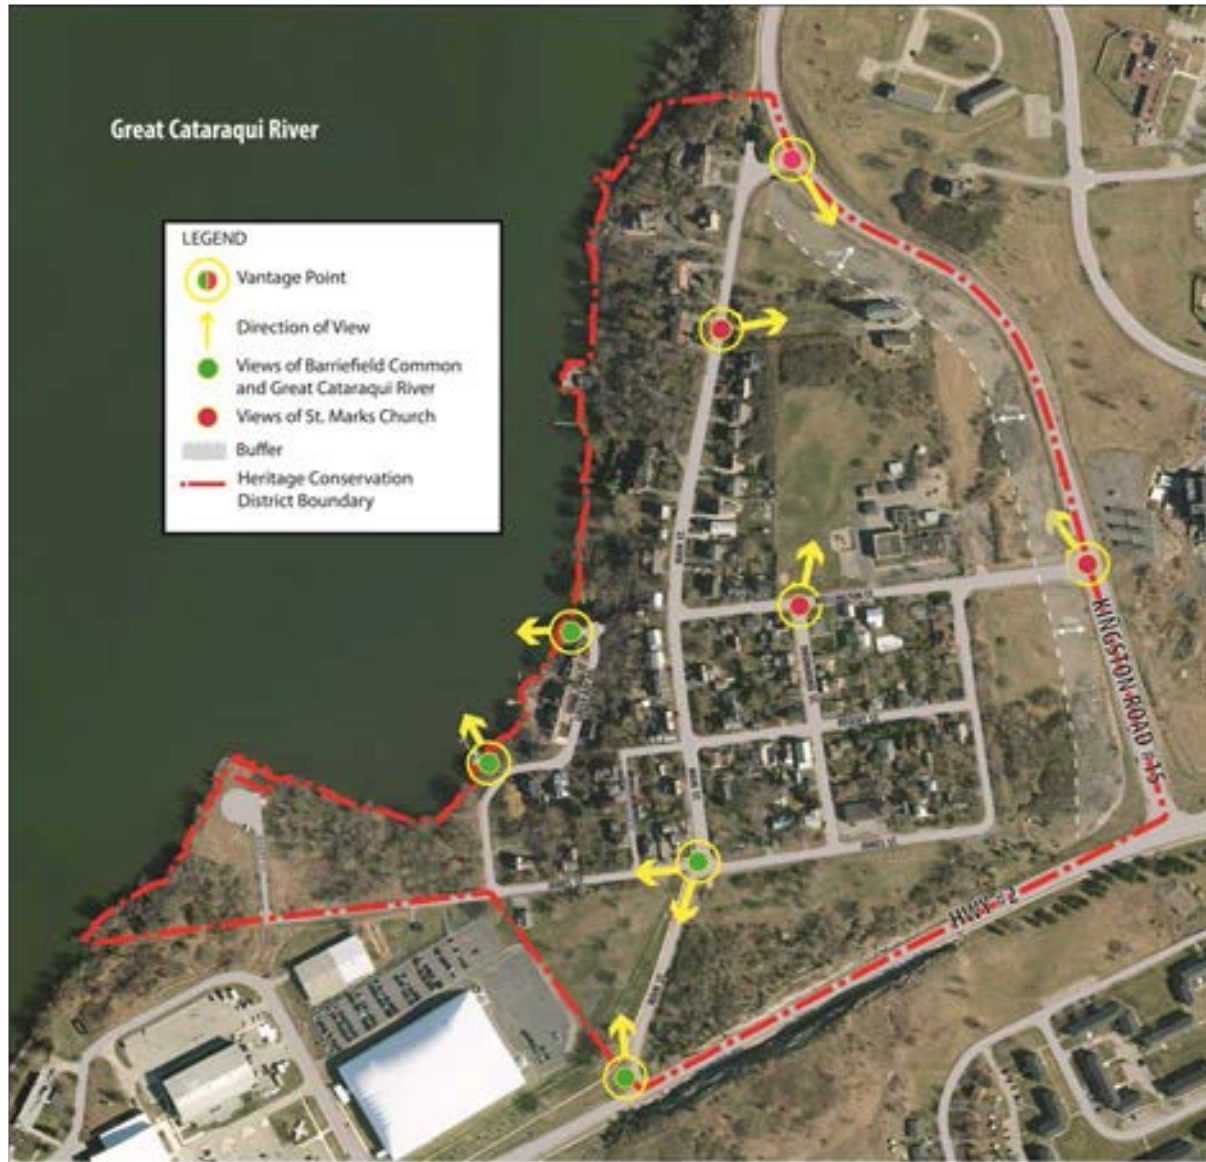 Great Cataraqui River
LEGEND
Vantage Point
Direction of View
Views of Barriefield Common
and Great Cataraqui River
Views of St. Marks Church
Buffer
Heritage Conservation
District Boundary
KINGSTON ROAD #15
HWY #2